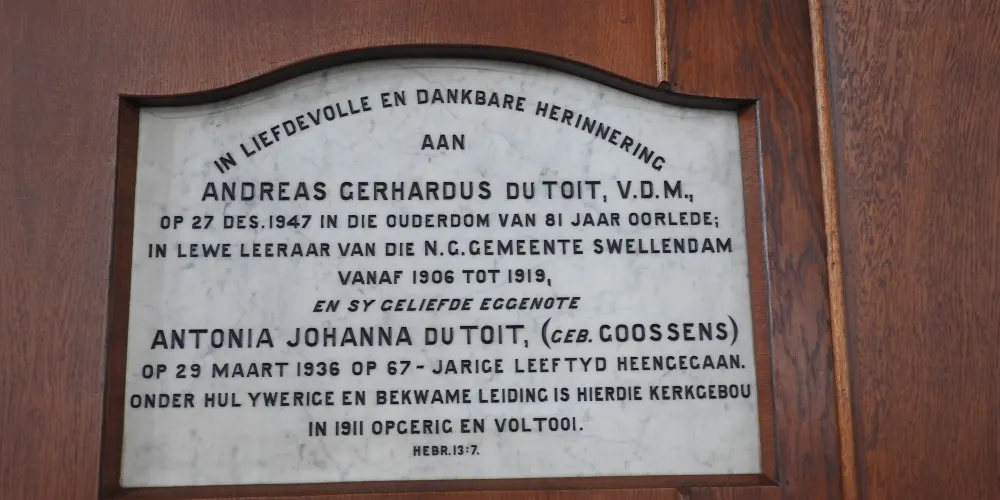 IN LIEFDEVOLLE EN DANKBARE HERINNERING
AAN
ANDREAS GERHARDUS DU TOIT, V.D.M.,
OP 27 DES. 1947 IN DIE OUDERDOM VAN 81 JAAR OORLEDE;
IN LEWE LEERAAR VAN DIE N.G. GEMEENTE SWELLENDAM
VANAF 1906 TOT 1919,
EN SY GELIEFDE EGGENOTE
ANTONIA JOHANNA DU TOIT, (GEB. GOOSSENS)
OP 29 MAART 1936 OP 67-JARIGE LEEFTYD HEENGEGAAN.
ONDER HUL YWERIGE EN BEKWAME LEIDING IS HIERDIE KERKGEBOU
IN 1911 OPGERIG EN VOLTOOI.
HEBR. 13:7.